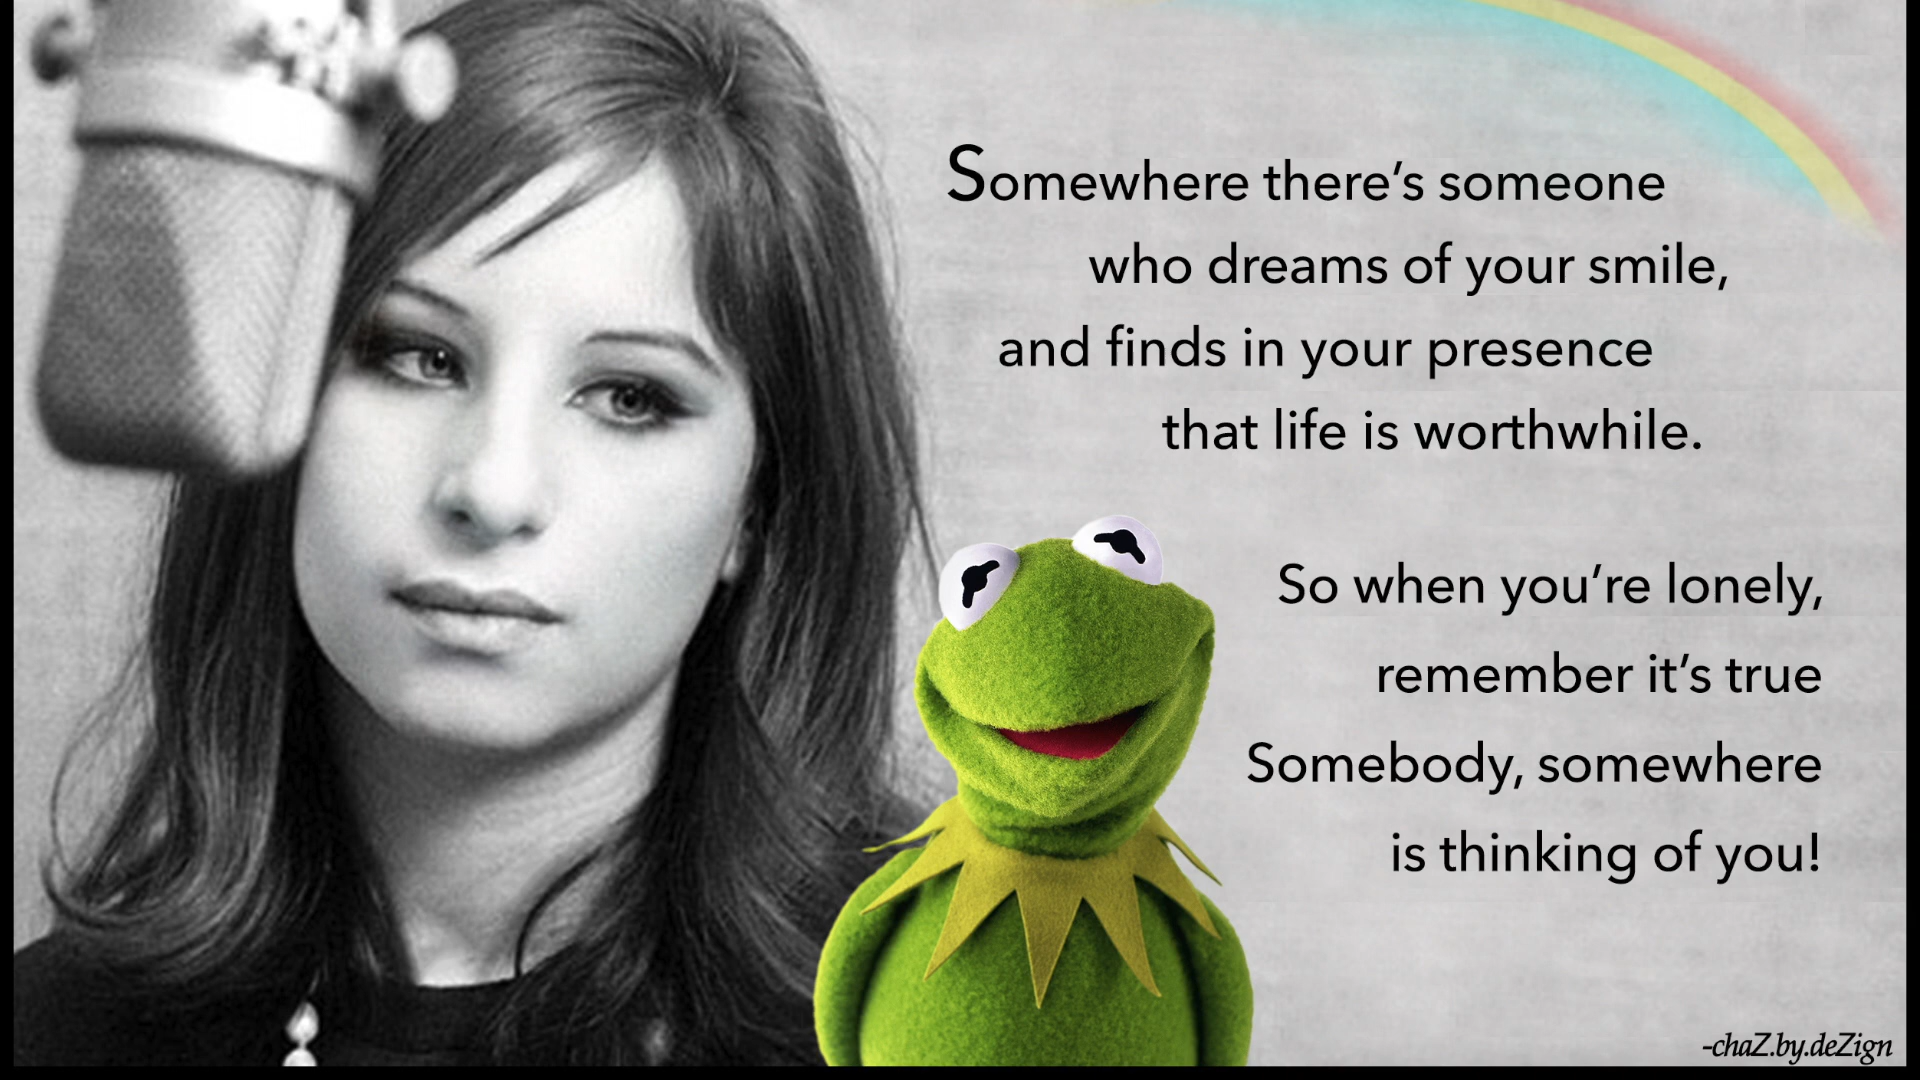 Somewhere there’s someone
who dreams of your smile,
and finds in your presence
that life is worthwhile.
So when you’re lonely,
remember it’s true
Somebody, somewhere
is thinking of you!
-chaZ.by.deZign